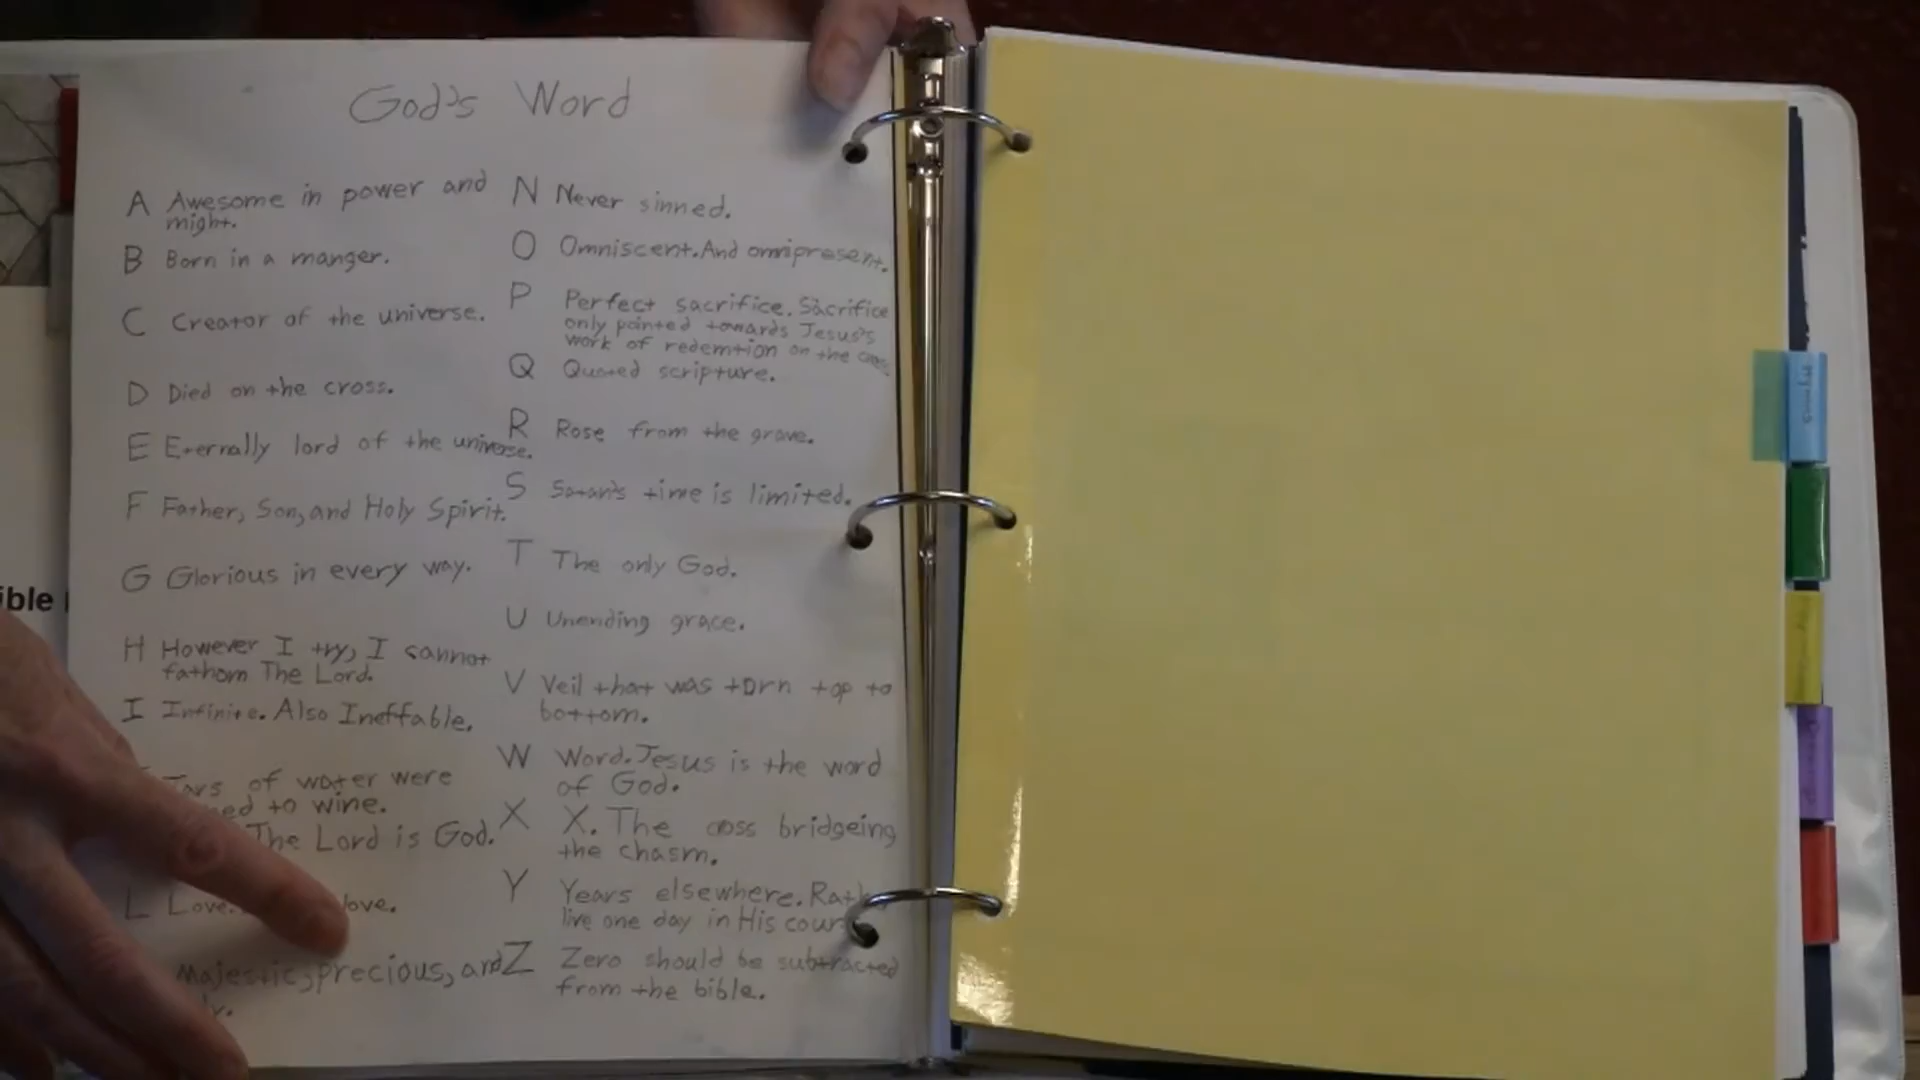 God's Word
A Awesome in power and
might.
B Born in a manger.
C Creator of the universe.
D Died on the cross.
E Eternally lord of the universe.
F Father, Son, and Holy Spirit.
G Glorious in every way.
H However I try, I cannot
fathom The Lord.
I Infinite. Also Ineffable.
Jars of water were
to wine.
The Lord is God.
L Love. love.
Majestic, precious, and
N Never sinned.
O Omniscent. And omnipresent.
P Perfect sacrifice. Sacrifice
only pointed towards Jesus's
work of redemtion on the cross
Q Quoted scripture.
R Rose from the grave.
S Satan's time is limited.
T The only God.
U Unending grace.
V Veil that was torn top to
bottom.
W Word. Jesus is the word
of God.
X X. The cross bridgeing
the chasm.
Y Years elsewhere.
live one day in His
Z Zero should be subtracted
from the bible.
ible
Hymns